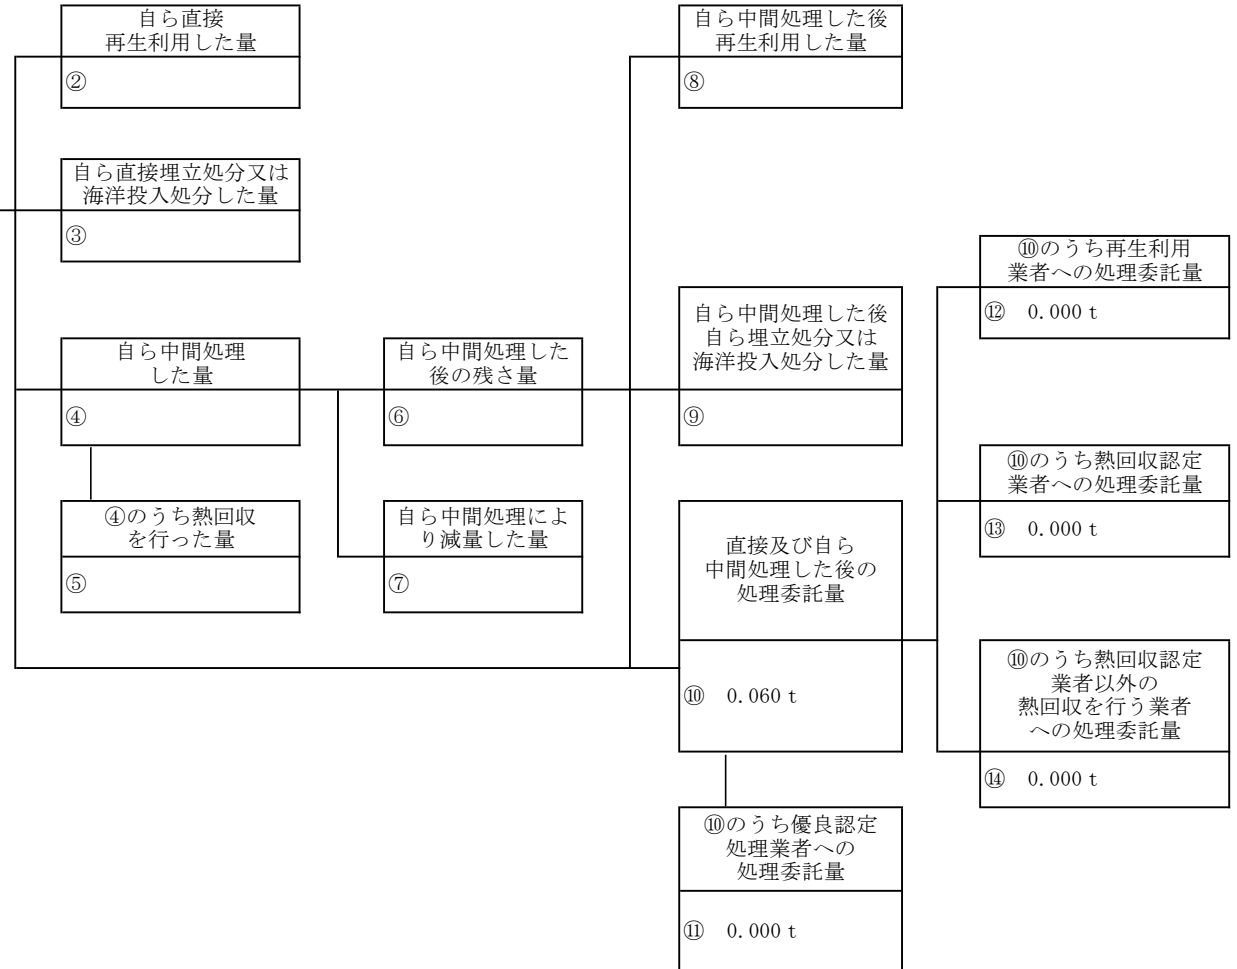 自ら直接
再生利用した量
②
自ら中間処理した後
再生利用した量
⑧
自ら直接埋立処分又は
海洋投入処分した量
③
⑩のうち再生利用
業者への処理委託量
⑫ 0.000ｔ
自ら中間処理
した量
④
自ら中間処理した
後の残さ量
⑥
自ら中間処理した後
自ら埋立処分又は
海洋投入処分した量
⑨
⑩のうち熱回収認定
業者への処理委託量
⑬ 0.000ｔ
④のうち熱回収
を行った量
⑤
自ら中間処理によ
り減量した量
⑦
直接及び自ら
中間処理した後の
処理委託量
⑩ 0.060ｔ
⑩のうち熱回収認定
業者以外の
熱回収を行う業者
への処理委託量
⑭ 0.000ｔ
⑩のうち優良認定
処理業者への
処理委託量
⑪ 0.000ｔ